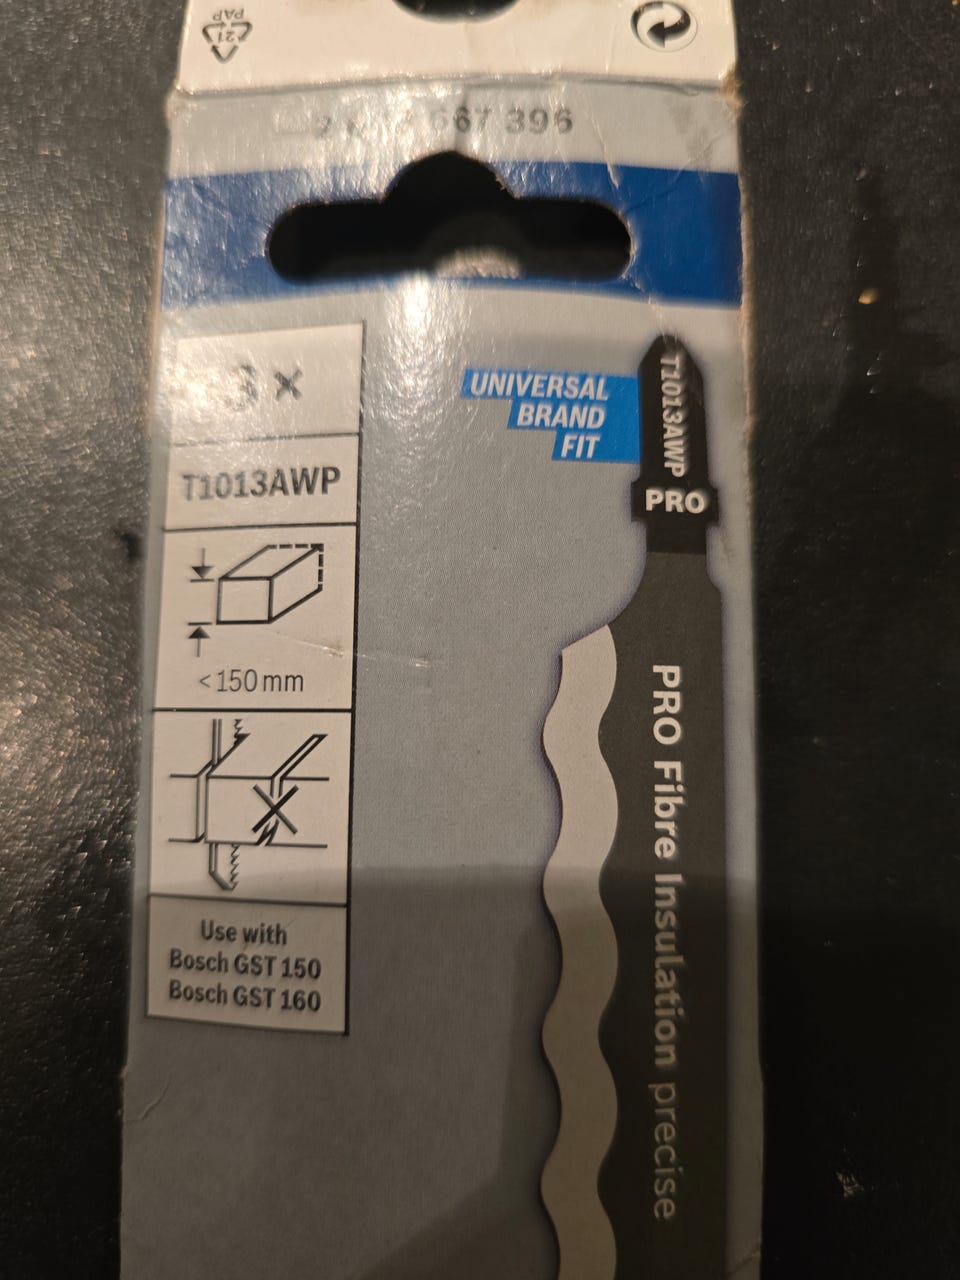 21
PAP
667 396
3 ×
T1013AWP
<150 mm
Use with
Bosch GST 150
Bosch GST 160
UNIVERSAL
BRAND
FIT
T1013AWP
PRO
PRO Fibre Insulation precise